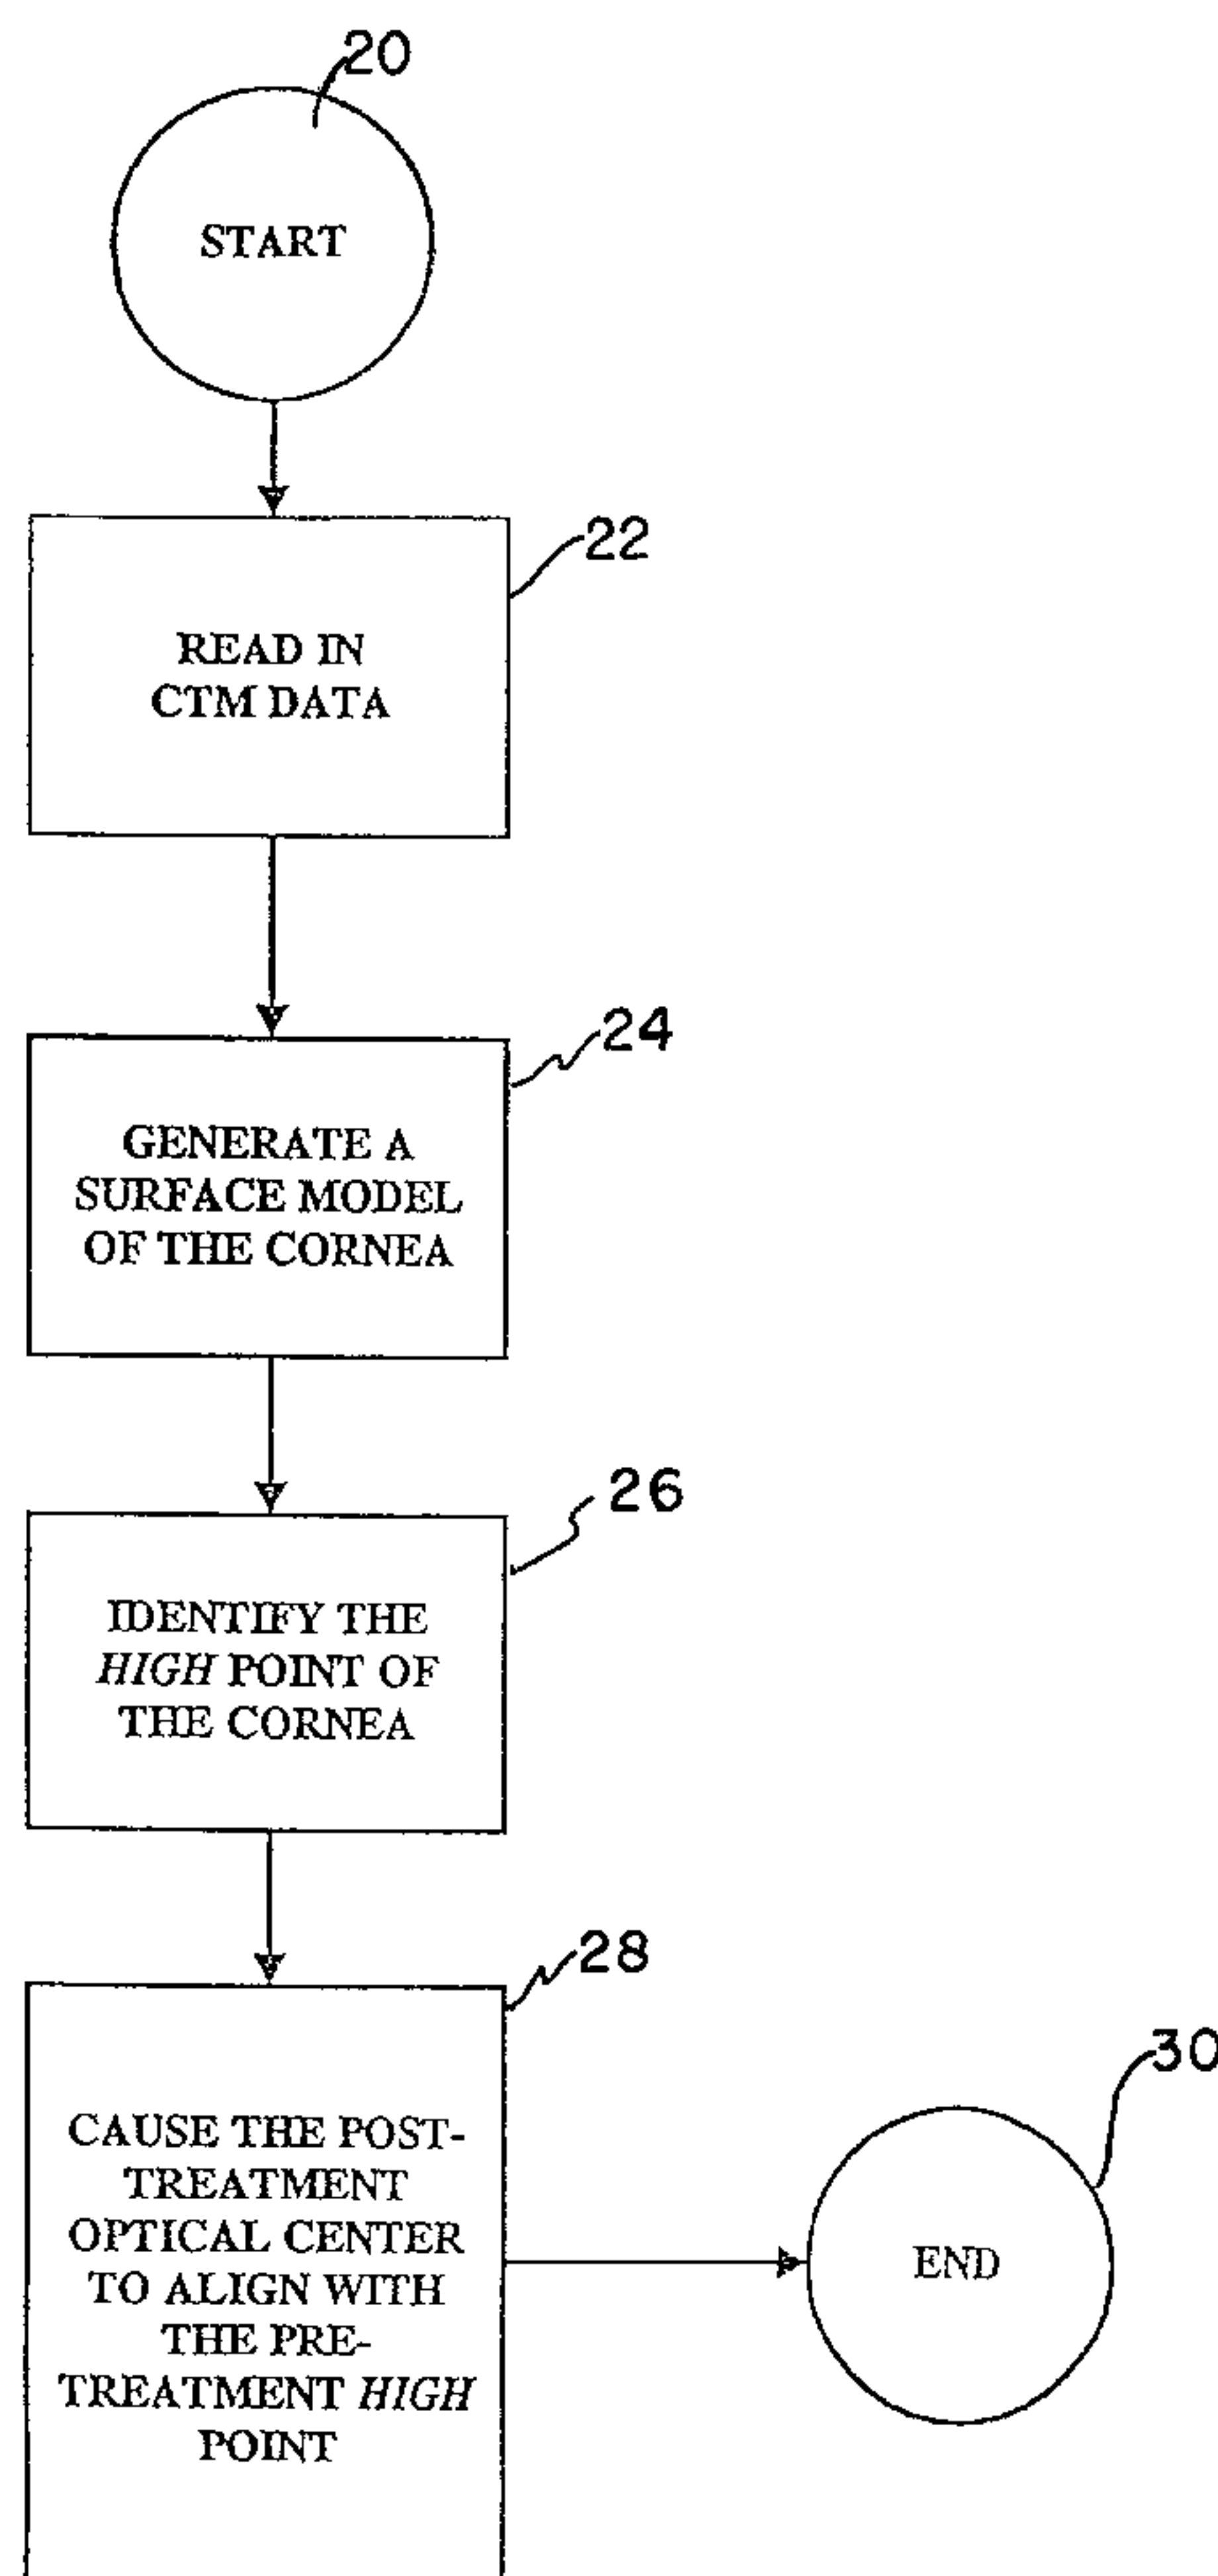 20
START
22
READ IN
CTM DATA
24
GENERATE A
SURFACE MODEL
OF THE CORNEA
26
IDENTIFY THE
HIGH POINT OF
THE CORNEA
28
CAUSE THE POST-
TREATMENT
OPTICAL CENTER
TO ALIGN WITH
THE PRE-
TREATMENT HIGH
POINT
30
END